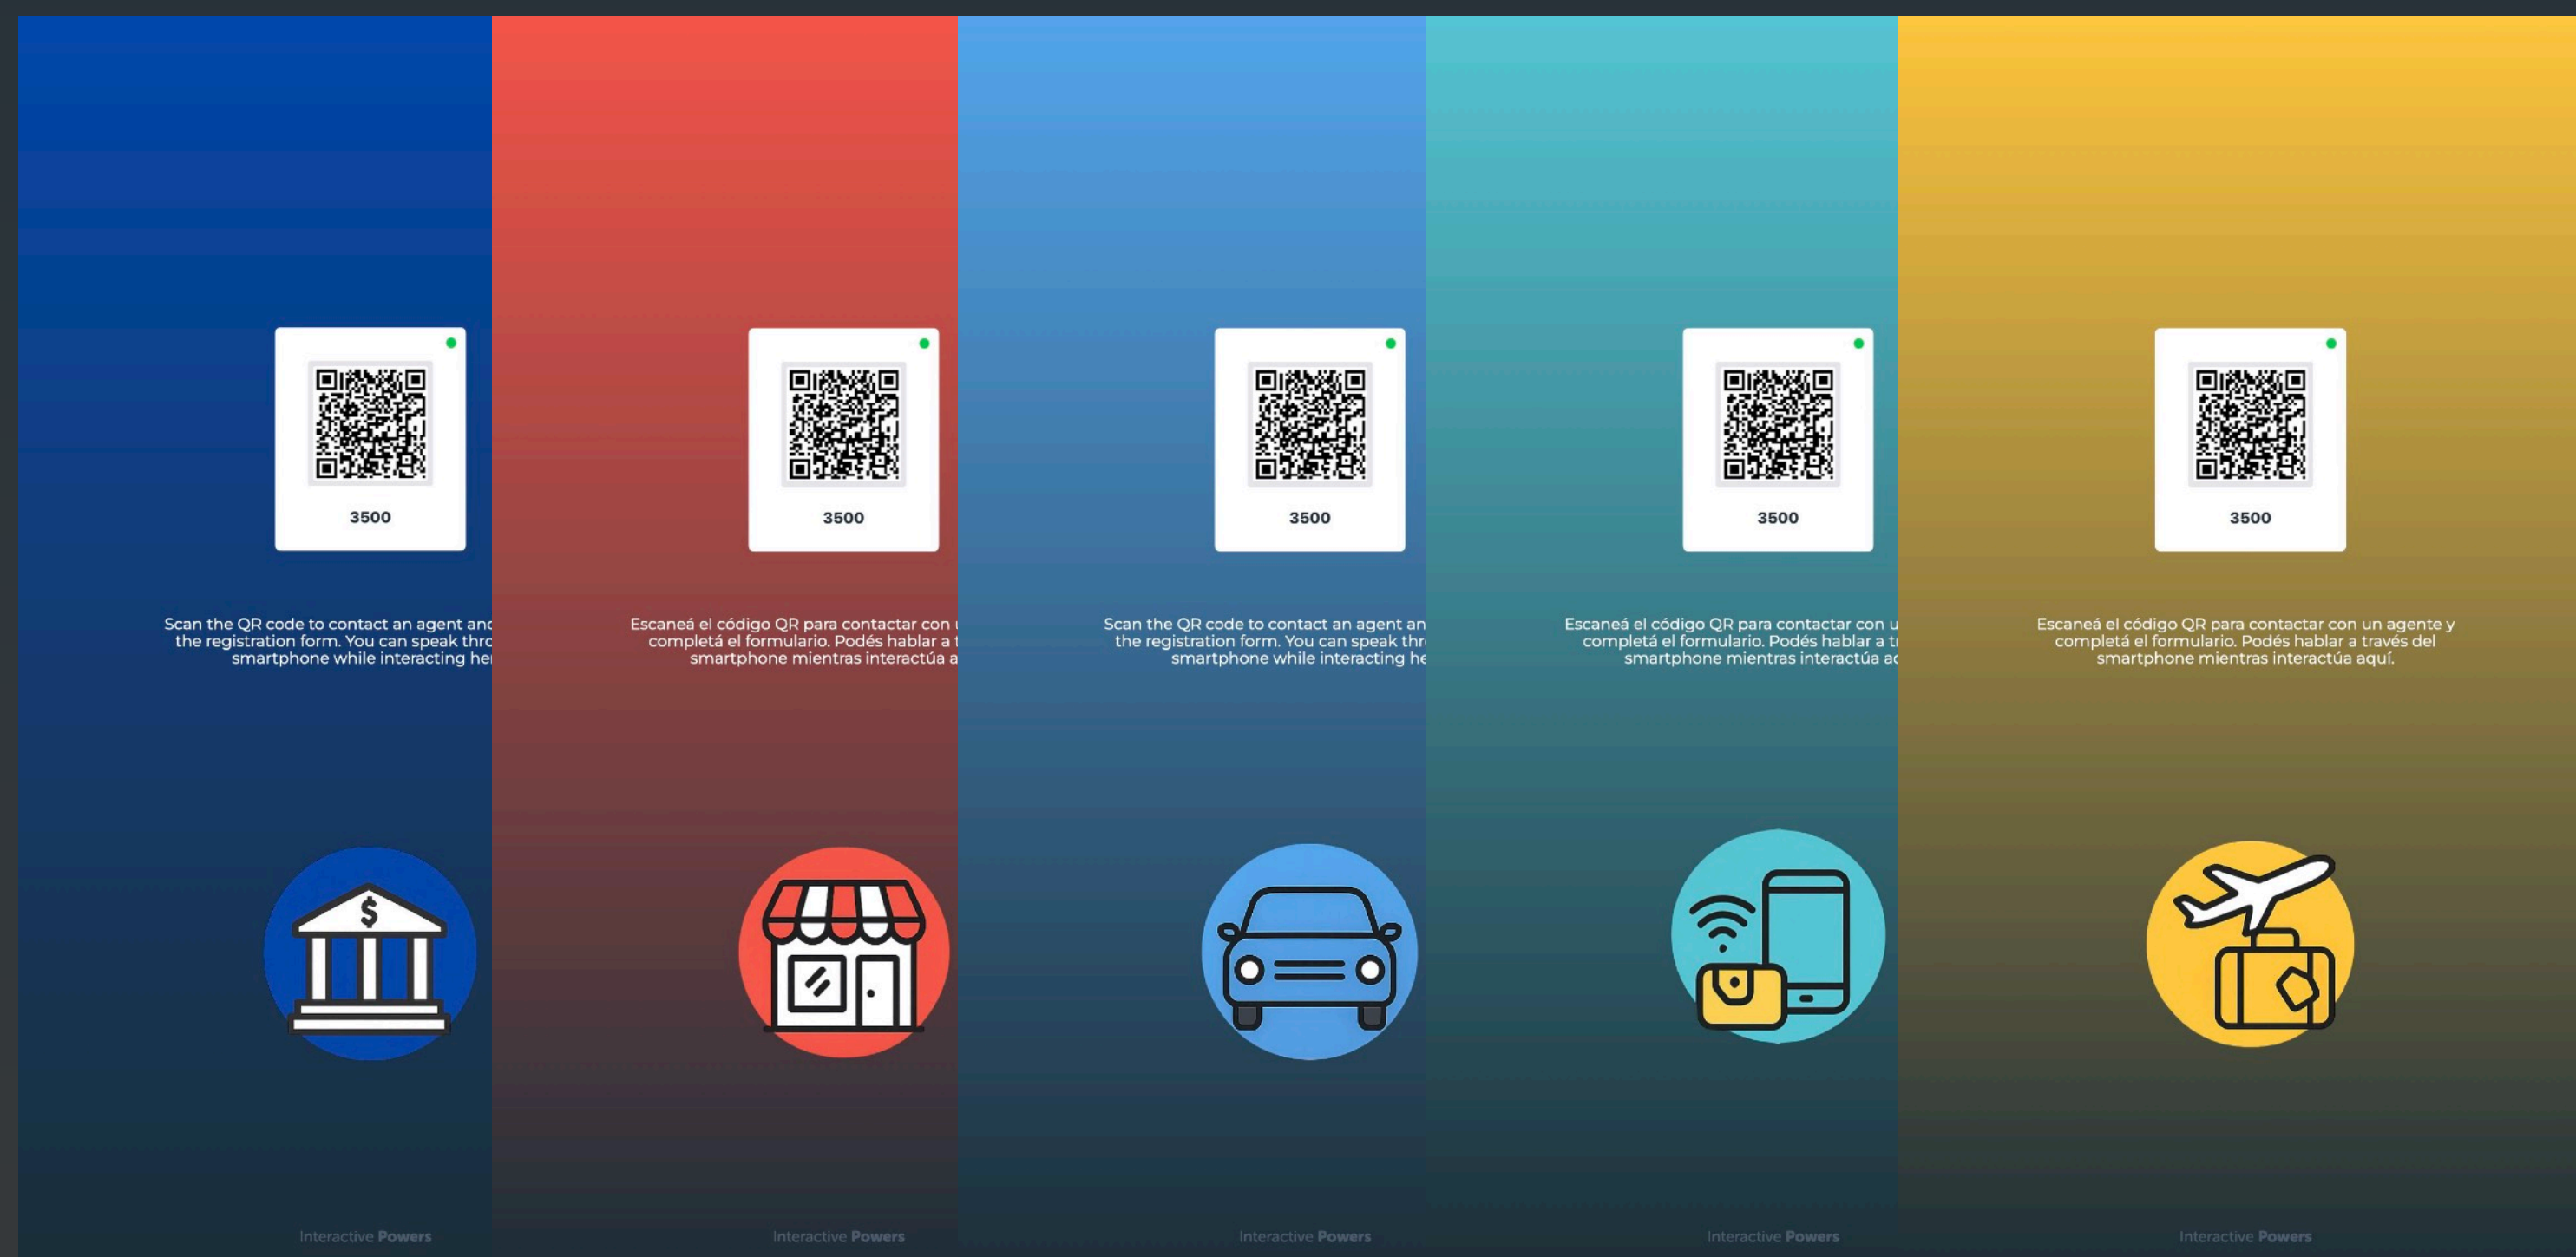 3500
Scan the QR code to contact an agent and
the registration form. You can speak thro
smartphone while interacting her
$
Interactive Powers
3500
Escaneá el código QR para contactar con
completá el formulario. Podés hablar a t
smartphone mientras interactúa a
Interactive Powers
3500
Scan the QR code to contact an agent an
the registration form. You can speak thr
smartphone while interacting he
Interactive Powers
3500
Escaneá el código QR para contactar con u
completá el formulario. Podés hablar a tr
smartphone mientras interactúa aq
Interactive Powers
3500
Escaneá el código QR para contactar con un agente y
completá el formulario. Podés hablar a través del
smartphone mientras interactúa aquí.
Interactive Powers